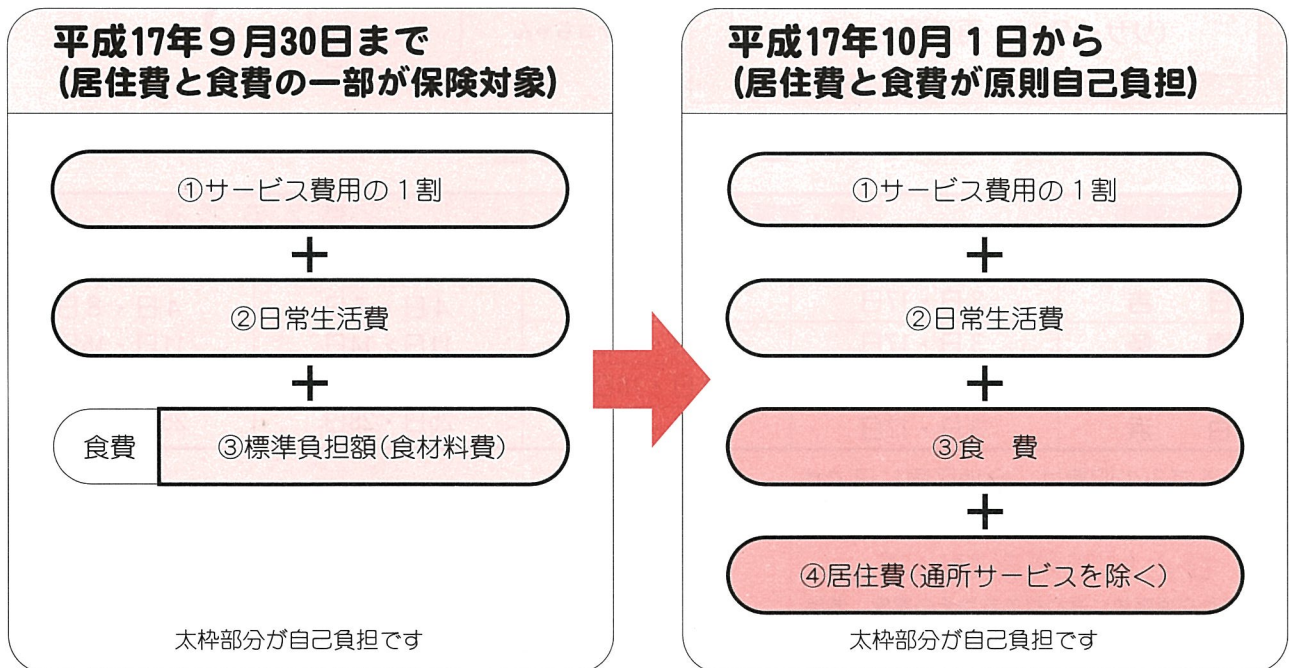 平成17年9月30日まで
(居住費と食費の一部が保険対象)
①サービス費用の1割
+
②日常生活費
+
食費 ③標準負担額(食材料費)
太枠部分が自己負担です
平成17年10月1日から
(居住費と食費が原則自己負担)
①サービス費用の1割
+
②日常生活費
+
③食 費
+
④居住費(通所サービスを除く)
太枠部分が自己負担です